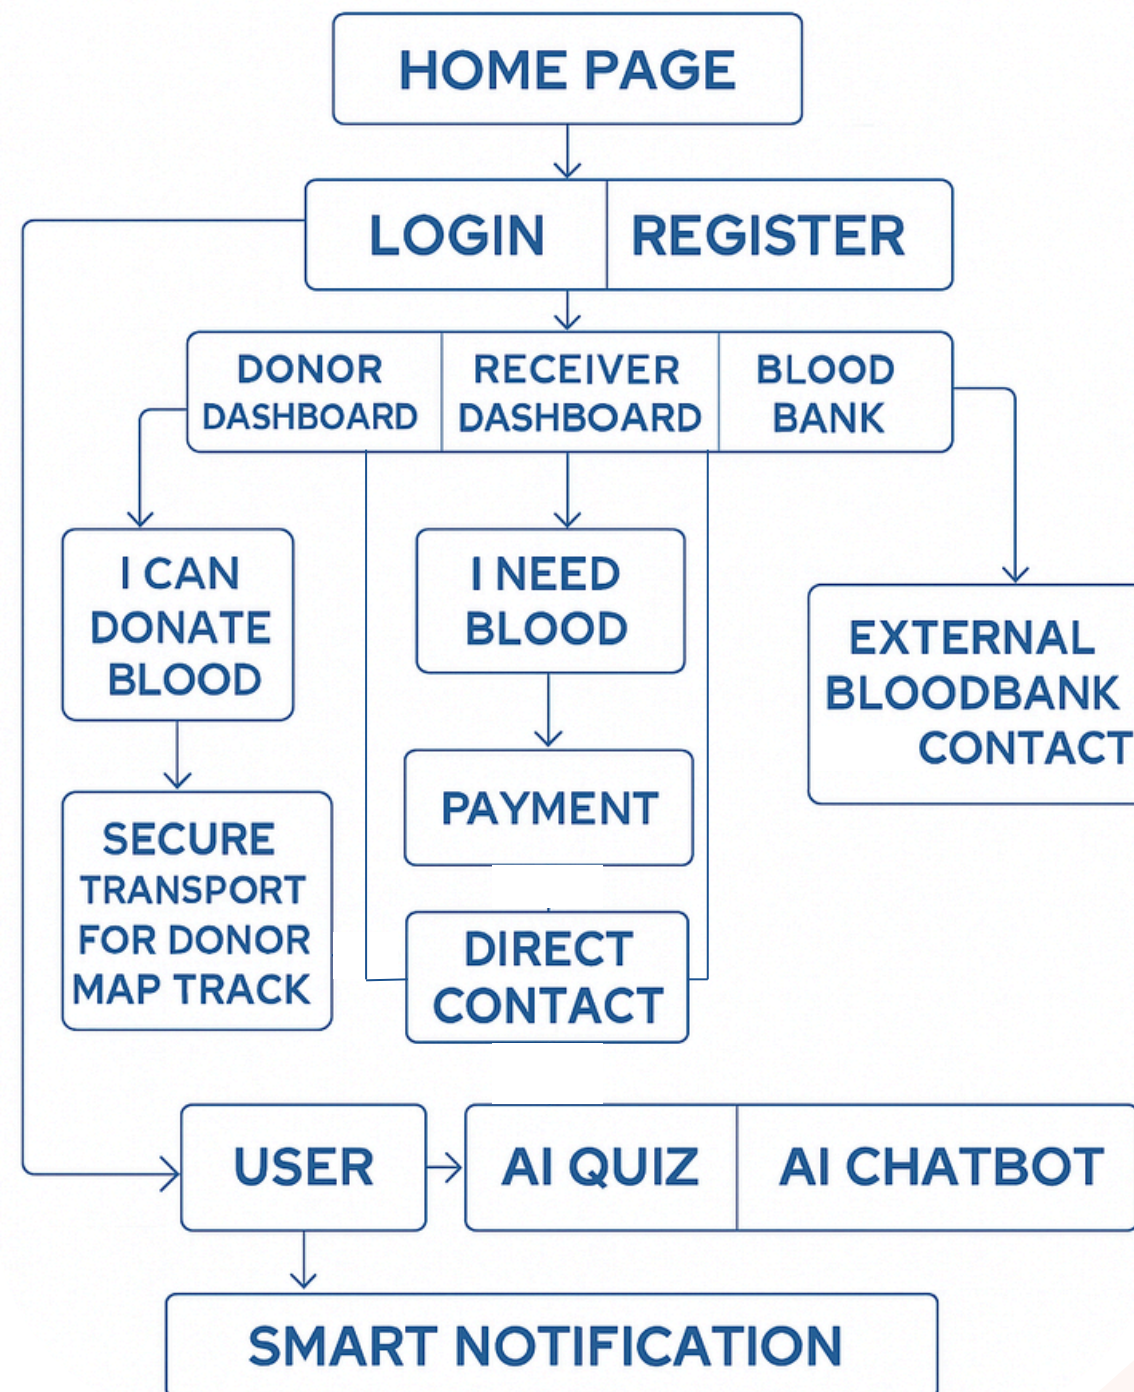 HOME PAGE
LOGIN
REGISTER
DONOR
DASHBOARD
RECEIVER
DASHBOARD
BLOOD
BANK
I CAN
DONATE
BLOOD
I NEED
BLOOD
EXTERNAL
BLOODBANK
CONTACT
PAYMENT
SECURE
TRANSPORT
FOR DONOR
MAP TRACK
DIRECT
CONTACT
USER
AI QUIZ
AI CHATBOT
SMART NOTIFICATION